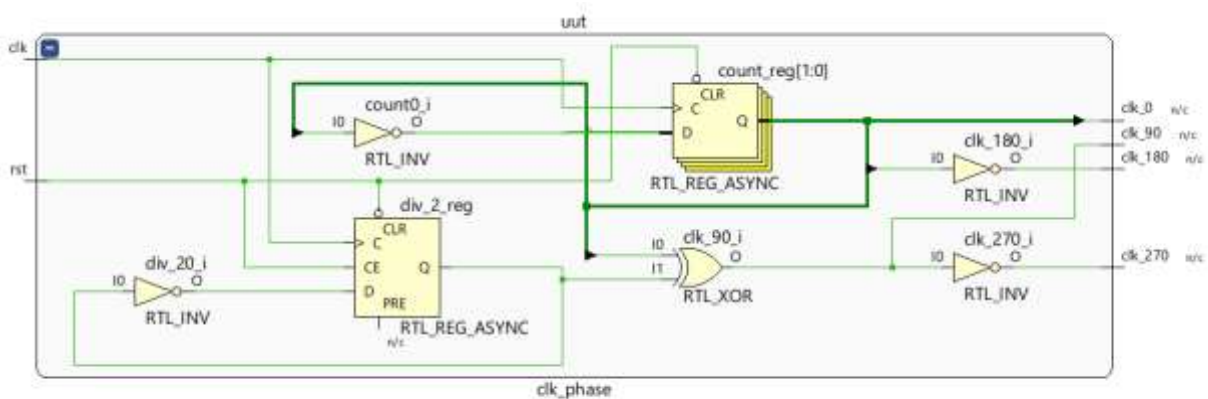 uut
clk
count_reg[1:0]
CLR
count0_i
C
clk_0 n/c
I0 O
D Q
clk_90 n/c
clk_180_i
RTL_INV
I0 O
clk_180 n/c
rst
RTL_REG_ASYNC
RTL_INV
div_2_reg
CLR
clk_90_i
clk_270_i
C
I0 O
div_20_i
I1
I0 O
clk_270 n/c
I0 O
CE Q
D
RTL_XOR
RTL_INV
PRE
RTL_INV
RTL_REG_ASYNC
n/c
clk_phase